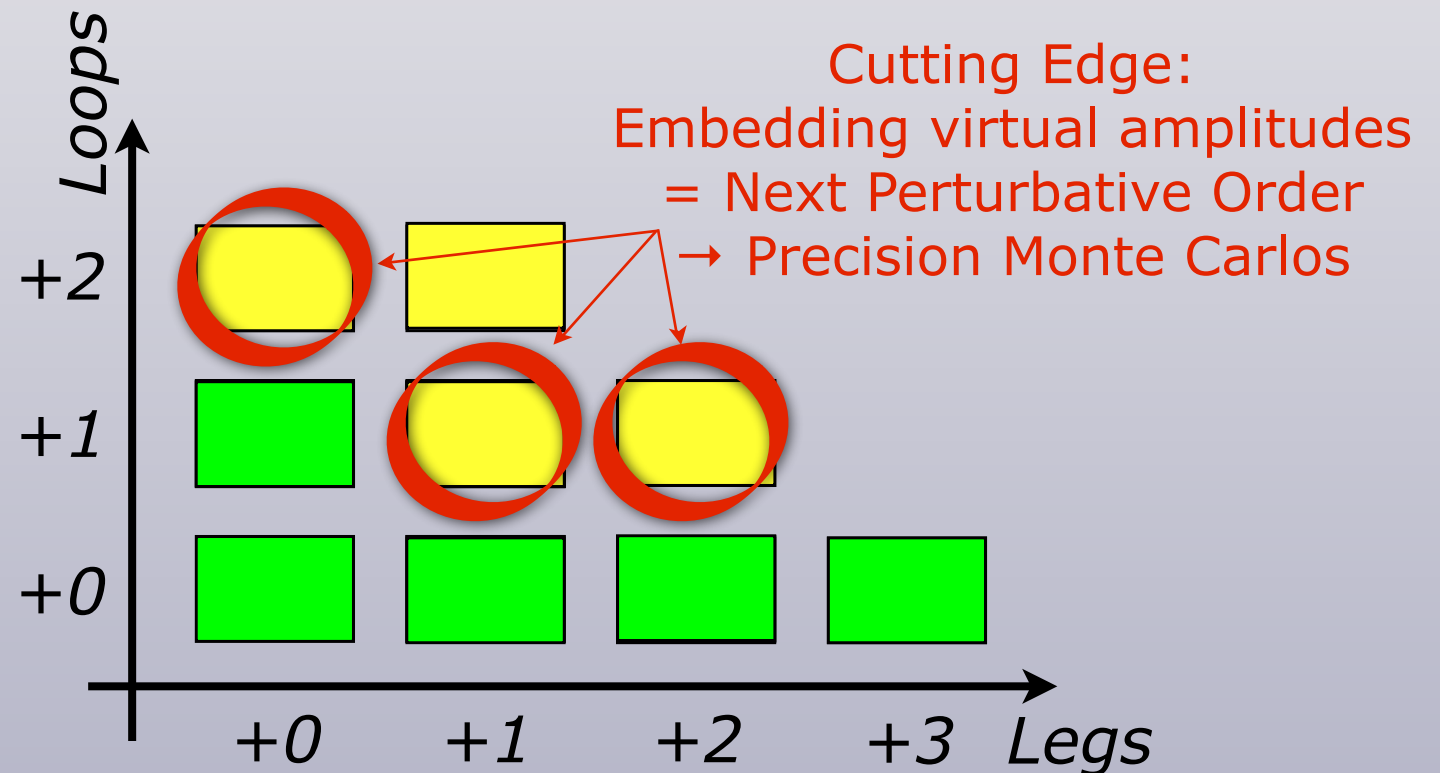 Loops
Cutting Edge:
Embedding virtual amplitudes
= Next Perturbative Order
→ Precision Monte Carlos
+2
+1
+0
+0 +1 +2 +3 Legs